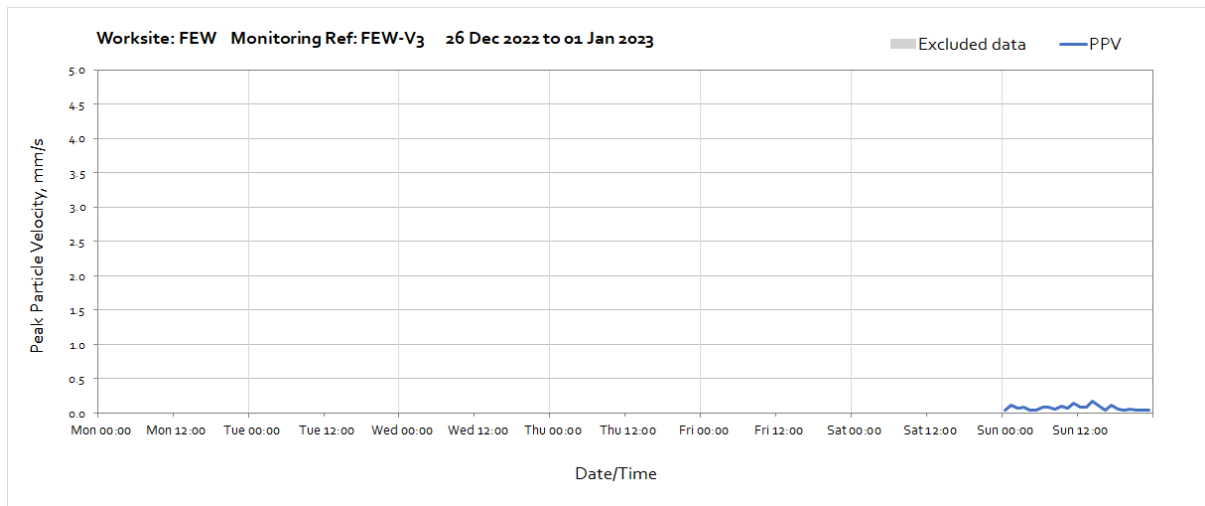 Worksite: FEW   Monitoring Ref: FEW-V3   26 Dec 2022 to 01 Jan 2023
Excluded data
PPV
Peak Particle Velocity, mm/s
5.0
4.5
4.0
3.5
3.0
2.5
2.0
1.5
1.0
0.5
0.0
Mon 00:00 Mon 12:00 Tue 00:00 Tue 12:00 Wed 00:00 Wed 12:00 Thu 00:00 Thu 12:00 Fri 00:00 Fri 12:00 Sat 00:00 Sat 12:00 Sun 00:00 Sun 12:00
Date/Time